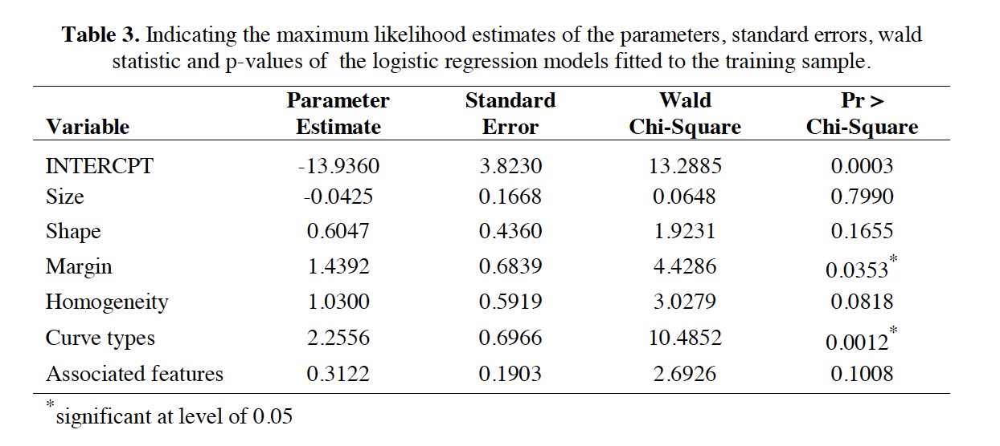 Table 3. Indicating the maximum likelihood estimates of the parameters, standard errors, wald
statistic and p-values of the logistic regression models fitted to the training sample.
Variable Parameter Estimate Standard Error Wald Chi-Square Pr > Chi-Square
INTERCPT -13.9360 3.8230 13.2885 0.0003
Size -0.0425 0.1668 0.0648 0.7990
Shape 0.6047 0.4360 1.9231 0.1655
Margin 1.4392 0.6839 4.4286 0.0353*
Homogeneity 1.0300 0.5919 3.0279 0.0818
Curve types 2.2556 0.6966 10.4852 0.0012*
Associated features 0.3122 0.1903 2.6926 0.1008
*significant at level of 0.05